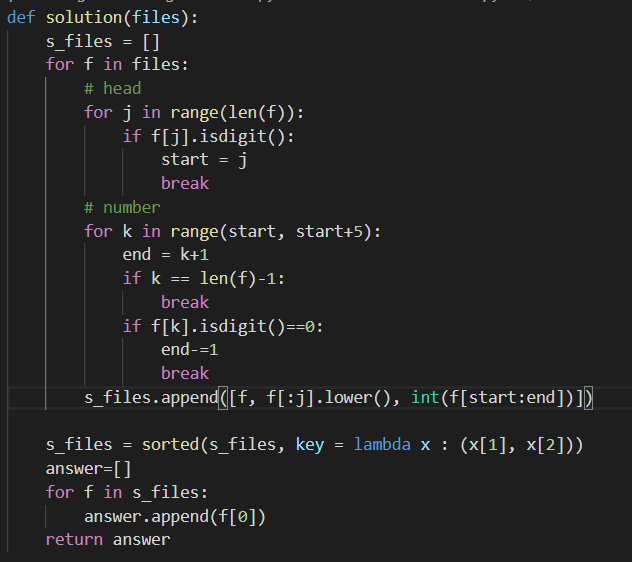 def solution(files):
    s_files = []
    for f in files:
        # head
        for j in range(len(f)):
            if f[j].isdigit():
                start = j
                break
        # number
        for k in range(start, start+5):
            end = k+1
            if k == len(f)-1:
                break
            if f[k].isdigit()==0:
                end-=1
                break
        s_files.append([f, f[:j].lower(), int(f[start:end])])
    s_files = sorted(s_files, key = lambda x : (x[1], x[2]))
    answer=[]
    for f in s_files:
        answer.append(f[0])
    return answer